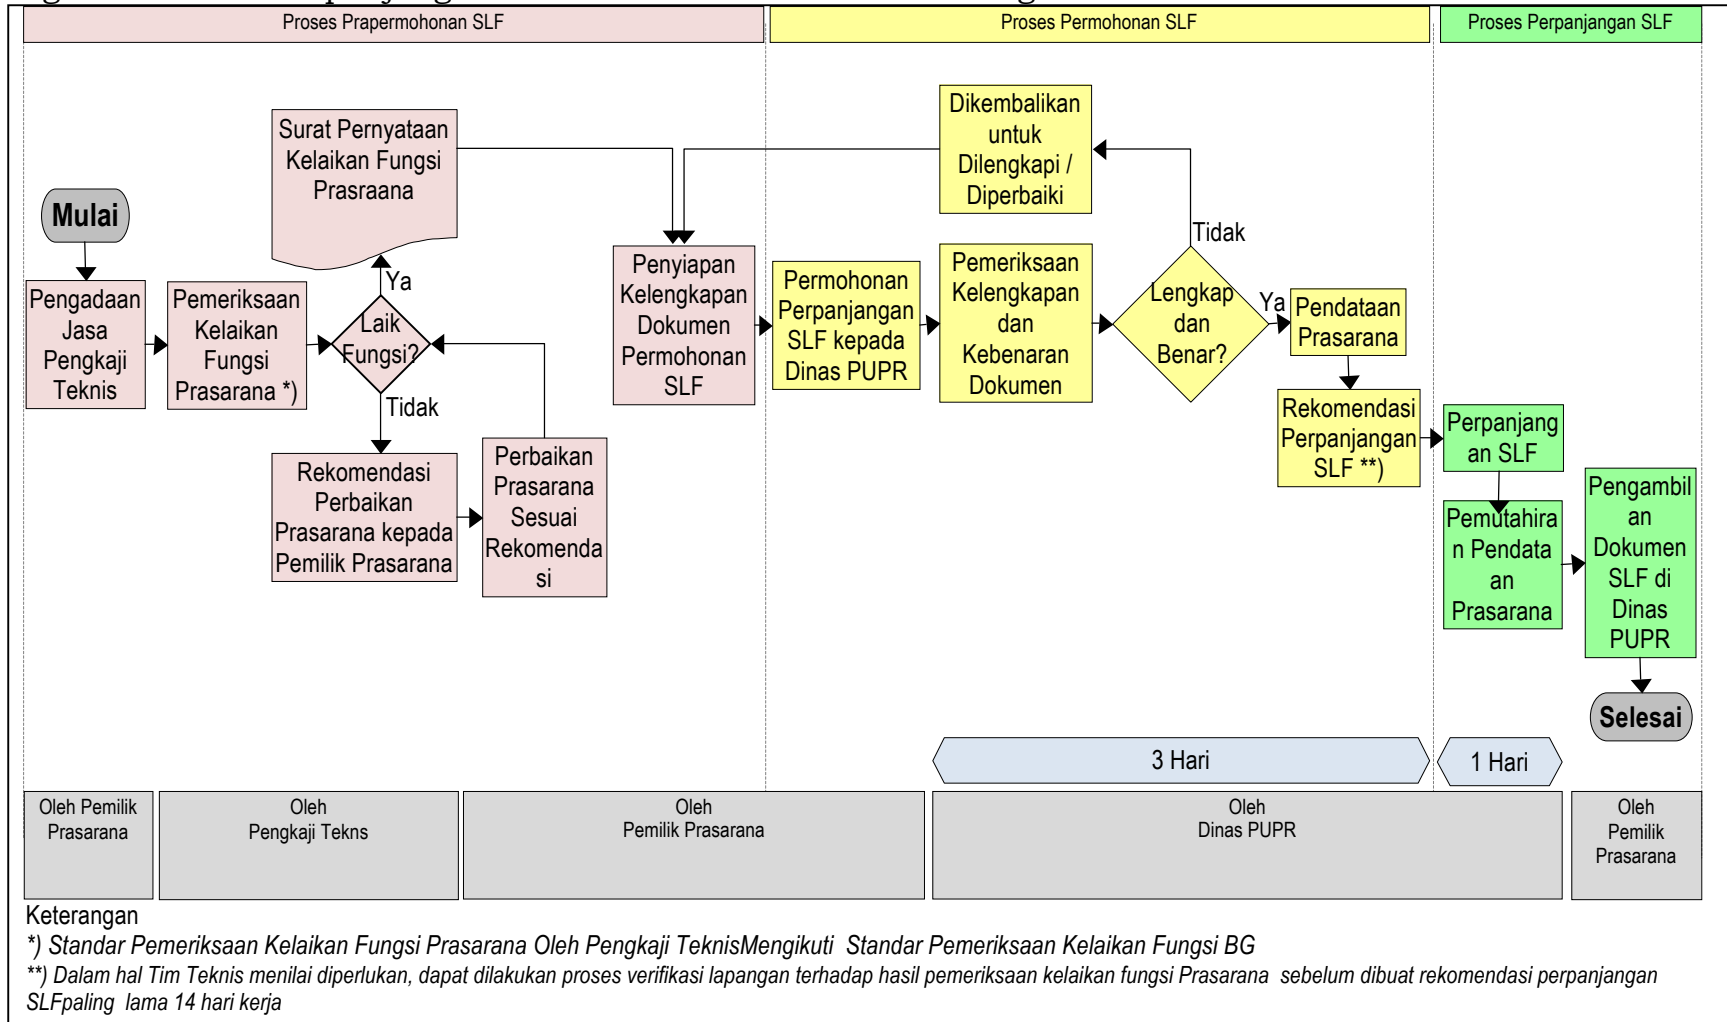 Proses Prapermohonan SLF
Proses Permohonan SLF
Proses Perpanjangan SLF
Mulai
Pengadaan
Jasa
Pengkaji
Teknis
Pemeriksaan
Kelaikan
Fungsi
Prasarana *)
Surat Pernyataan
Kelaikan Fungsi
Prasraana
Ya
Laik
Fungsi?
Tidak
Rekomendasi
Perbaikan
Prasarana kepada
Pemilik Prasarana
Perbaikan
Prasarana
Sesuai
Rekomenda
si
Penyiapan
Kelengkapan
Dokumen
Permohonan
SLF
Permohonan
Perpanjangan
SLF kepada
Dinas PUPR
Dikembalikan
untuk
Dilengkapi /
Diperbaiki
Pemeriksaan
Kelengkapan
dan
Kebenaran
Dokumen
Tidak
Lengkap
dan
Benar?
Ya
Pendataan
Prasarana
Rekomendasi
Perpanjangan
SLF **)
Perpanjang
an SLF
Pemutahira
n Pendata
an
Prasarana
Pengambil
an
Dokumen
SLF di
Dinas
PUPR
Selesai
3 Hari
1 Hari
Oleh Pemilik
Prasarana
Oleh
Pengkaji Tekns
Oleh
Pemilik Prasarana
Oleh
Dinas PUPR
Oleh
Pemilik
Prasarana
Keterangan
*) Standar Pemeriksaan Kelaikan Fungsi Prasarana Oleh Pengkaji TeknisMengikuti  Standar Pemeriksaan Kelaikan Fungsi BG
**) Dalam hal Tim Teknis menilai diperlukan, dapat dilakukan proses verifikasi lapangan terhadap hasil pemeriksaan kelaikan fungsi Prasarana  sebelum dibuat rekomendasi perpanjangan
SLFpaling  lama 14 hari kerja